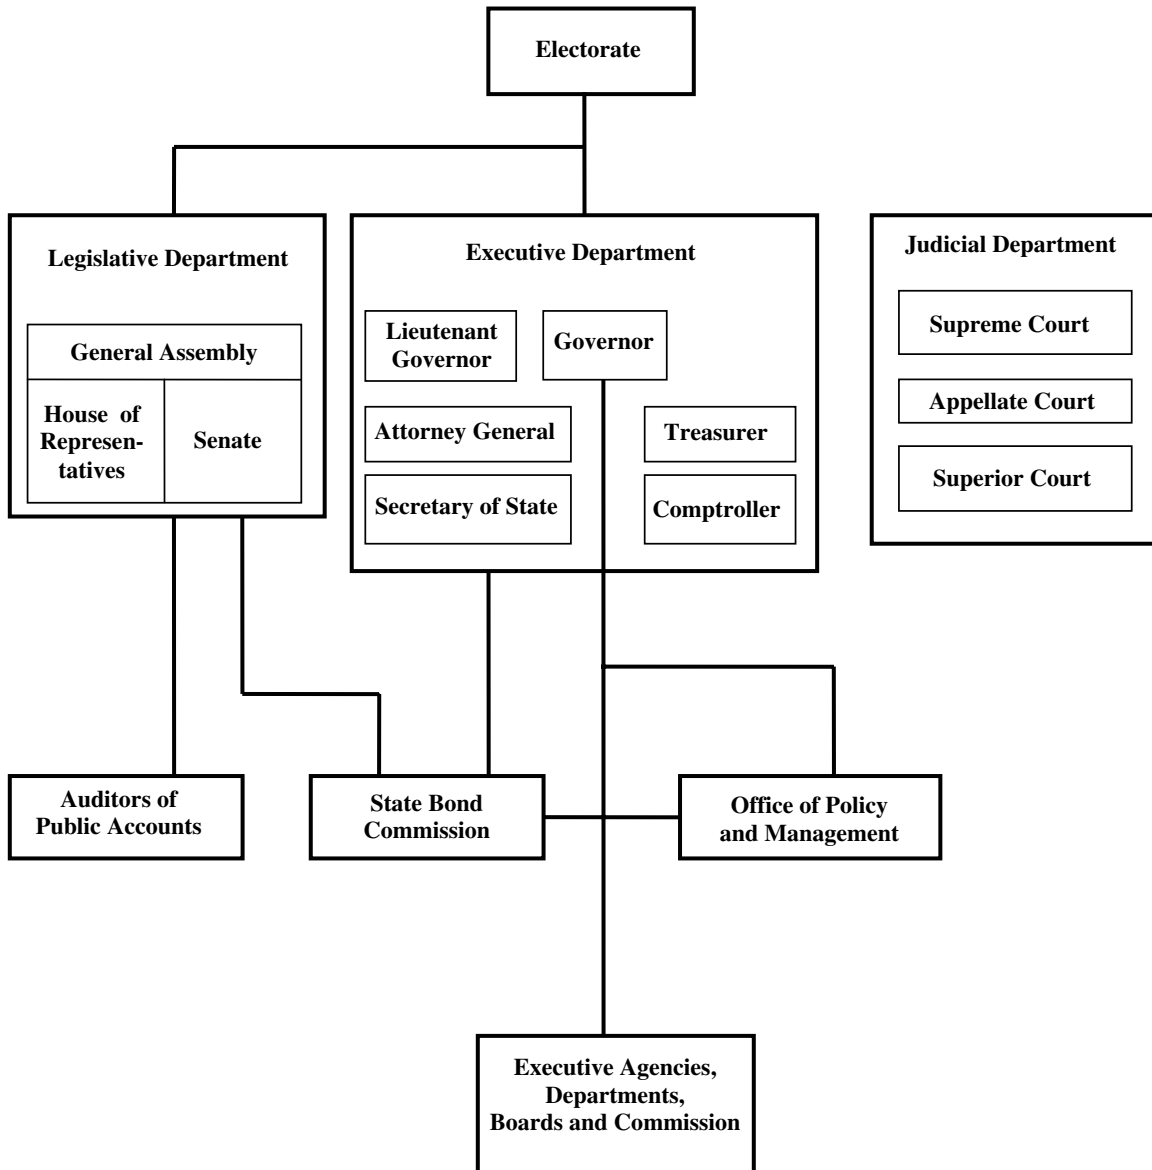 Electorate
Legislative Department
General Assembly
House of
Represen-
tatives
Senate
Executive Department
Lieutenant
Governor
Governor
Attorney General
Treasurer
Secretary of State
Comptroller
Judicial Department
Supreme Court
Appellate Court
Superior Court
Auditors of
Public Accounts
State Bond
Commission
Office of Policy
and Management
Executive Agencies,
Departments,
Boards and Commission